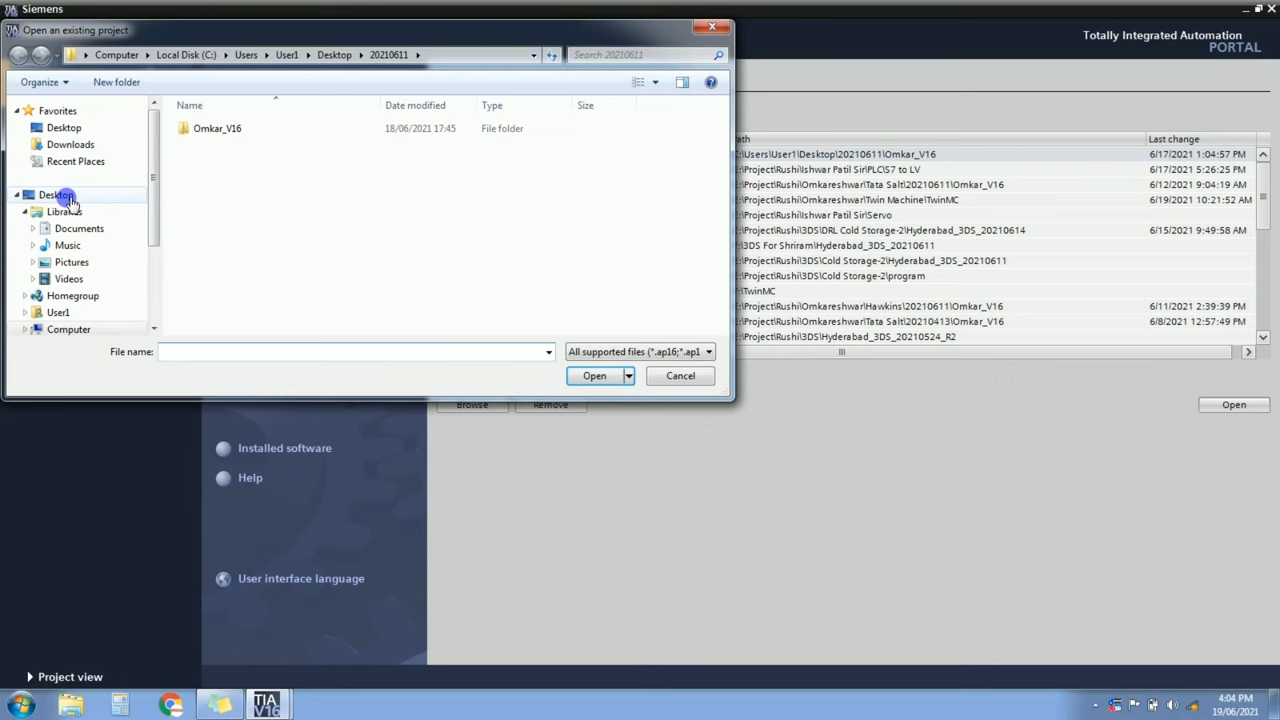 Siemens
Open an existing project
Totally Integrated Automation
PORTAL
Computer Local Disk (C:) Users User1 Desktop 20210611
Search 20210611
Organize New folder
Name Date modified Type Size
Favorites
Desktop
Downloads
Recent Places
Desktop
Libraries
Documents
Music
Pictures
Videos
Homegroup
User1
Computer
Omkar_V16 18/06/2021 17:45 File folder
File name:
All supported files (*.ap16;*.ap1
Open Cancel
Path Last change
C:\Users\User1\Desktop\20210611\Omkar_V16 6/17/2021 1:04:57 PM
:\Project\Rushi\Ishwar Patil Sir\PLC\S7 to LV 6/17/2021 5:26:25 PM
:\Project\Rushi\Omkareshwar\Tata Salt\20210611\Omkar_V16 6/12/2021 9:04:19 AM
:\Project\Rushi\Omkareshwar\Twin Machine\TwinMC 6/19/2021 10:21:52 AM
:\Project\Rushi\Ishwar Patil Sir\Servo
:\Project\Rushi\3DS\DRL Cold Storage-2\Hyderabad_3DS_20210614 6/15/2021 9:49:58 AM
:\3DS For Shriram\Hyderabad_3DS_20210611
:\Project\Rushi\3DS\Cold Storage-2\Hyderabad_3DS_20210611
:\Project\Rushi\3DS\Cold Storage-2\program
:\TwinMC
:\Project\Rushi\Omkareshwar\Hawkins\20210611\Omkar_V16 6/11/2021 2:39:39 PM
:\Project\Rushi\Omkareshwar\Tata Salt\20210413\Omkar_V16 6/8/2021 12:57:49 PM
:\Project\Rushi\3DS\Hyderabad_3DS_20210524_R2
Browse Remove Open
Installed software
Help
User interface language
Project view
TIA
V16
4:04 PM
19/06/2021